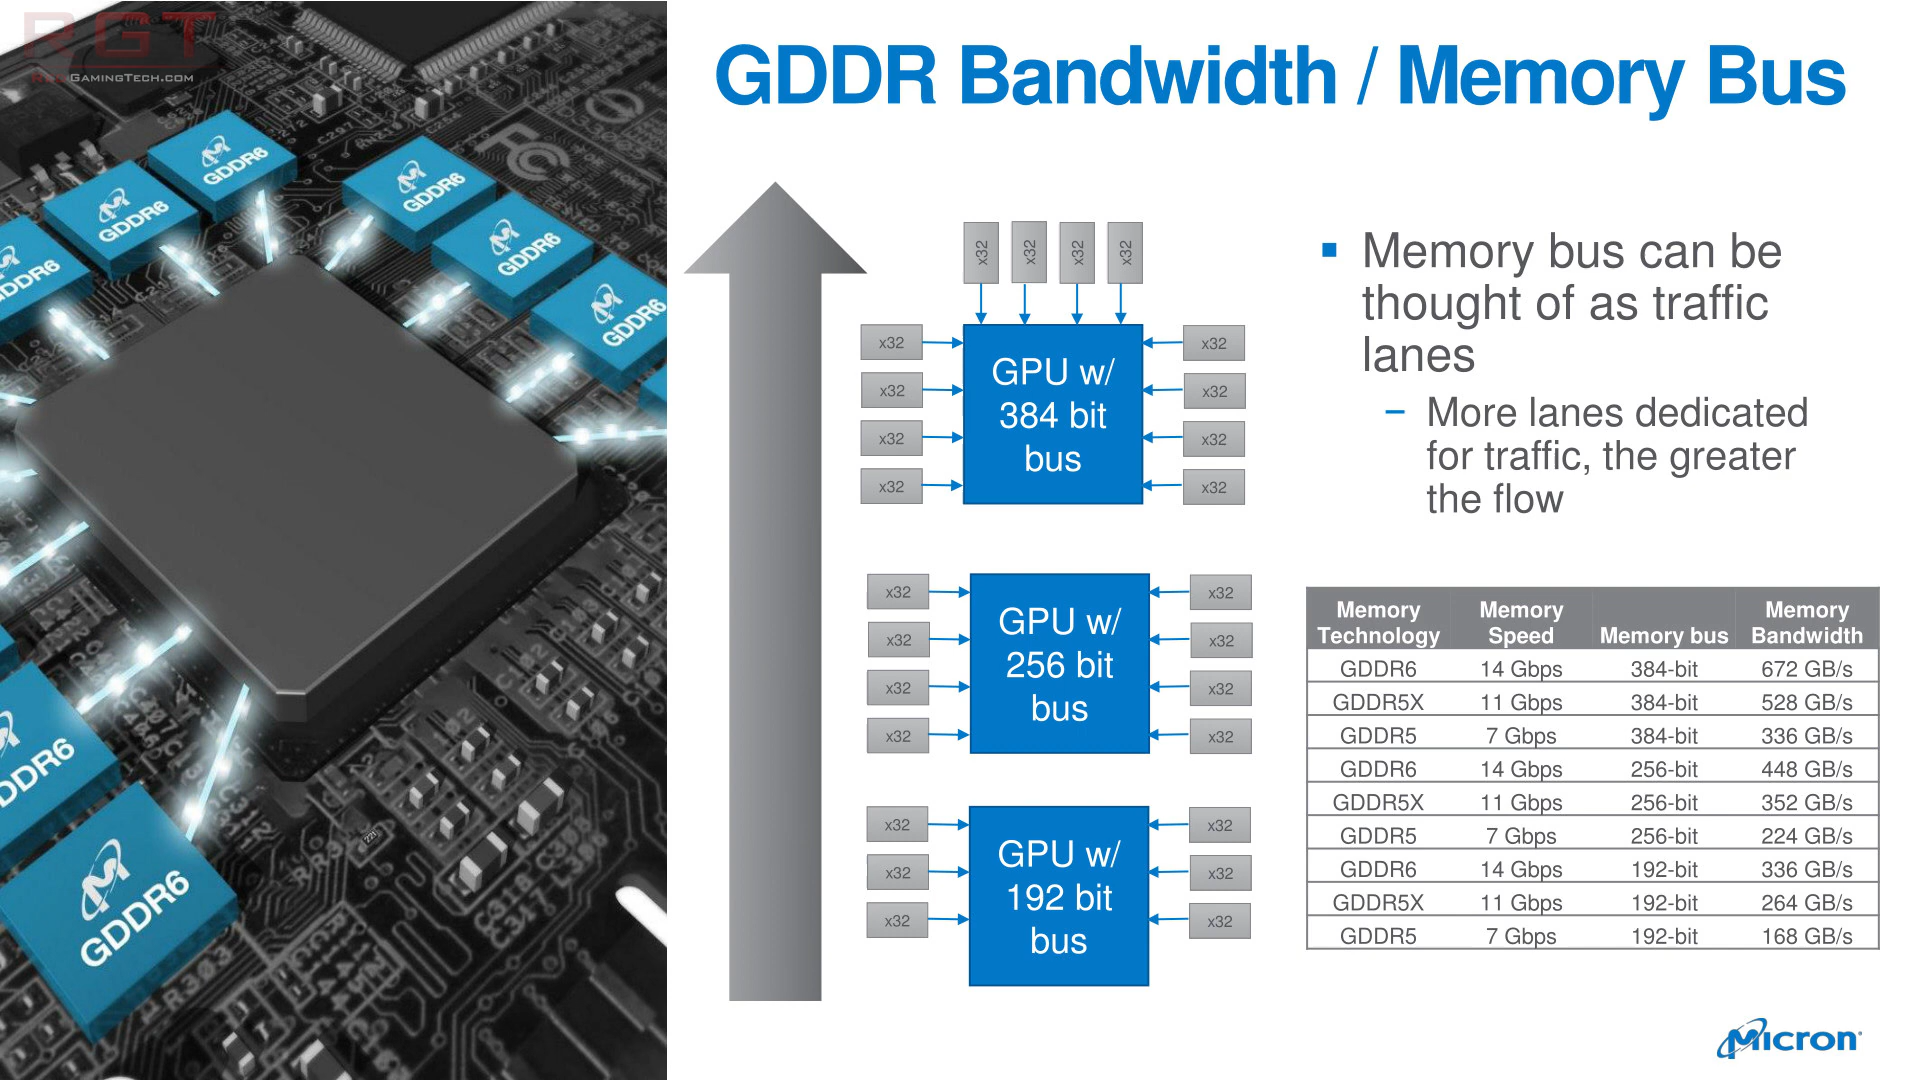 RGT
REDGAMINGTECH.COM
GDDR6
GDDR6
GDDR6
GDDR6
GDDR6
GDDR6
GDDR6
GDDR6
GDDR Bandwidth / Memory Bus
x32 x32 x32 x32
x32 x32
x32 x32
x32 x32
x32 x32
GPU w/
384 bit
bus
x32 x32
x32 x32
x32 x32
x32 x32
GPU w/
256 bit
bus
x32 x32
x32 x32
x32 x32
GPU w/
192 bit
bus
▪ Memory bus can be
thought of as traffic
lanes
– More lanes dedicated
for traffic, the greater
the flow
Memory Technology Memory Speed Memory bus Memory Bandwidth
GDDR6 14 Gbps 384-bit 672 GB/s
GDDR5X 11 Gbps 384-bit 528 GB/s
GDDR5 7 Gbps 384-bit 336 GB/s
GDDR6 14 Gbps 256-bit 448 GB/s
GDDR5X 11 Gbps 256-bit 352 GB/s
GDDR5 7 Gbps 256-bit 224 GB/s
GDDR6 14 Gbps 192-bit 336 GB/s
GDDR5X 11 Gbps 192-bit 264 GB/s
GDDR5 7 Gbps 192-bit 168 GB/s
Micron